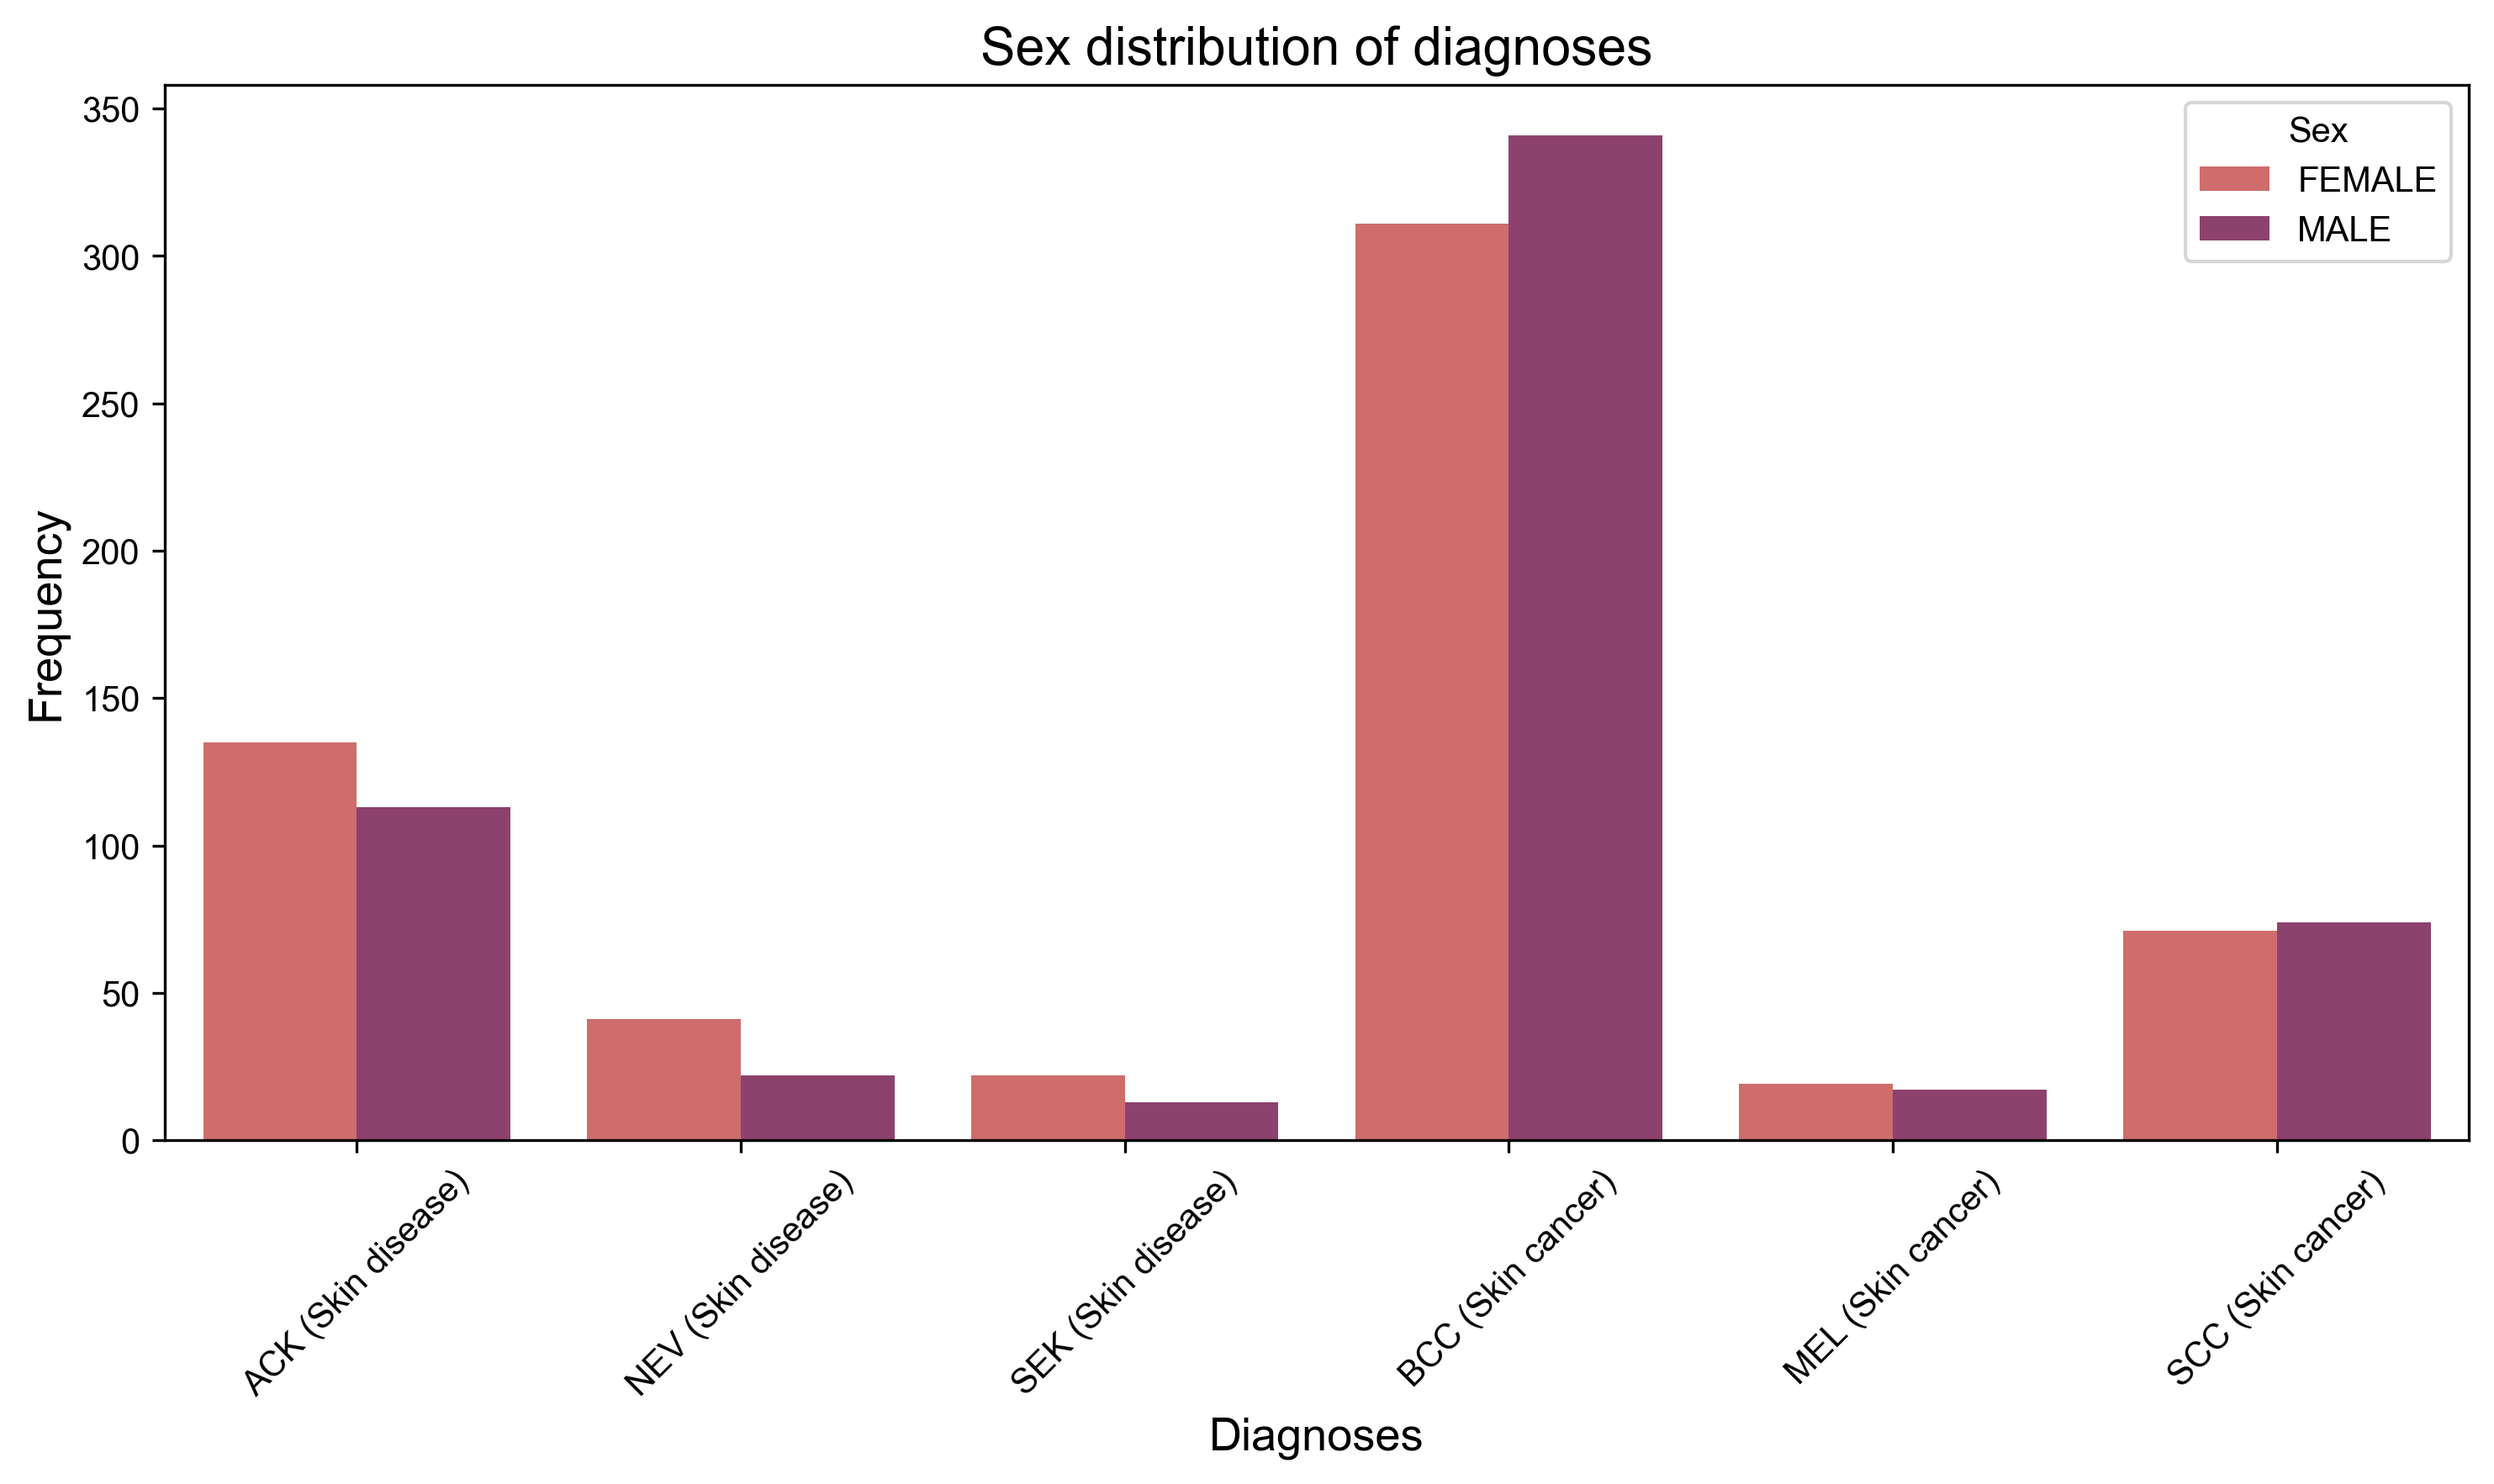 Sex distribution of diagnoses
Sex
FEMALE
MALE
Frequency
350
300
250
200
150
100
50
0
ACK (Skin disease)
NEV (Skin disease)
SEK (Skin disease)
BCC (Skin cancer)
MEL (Skin cancer)
SCC (Skin cancer)
Diagnoses